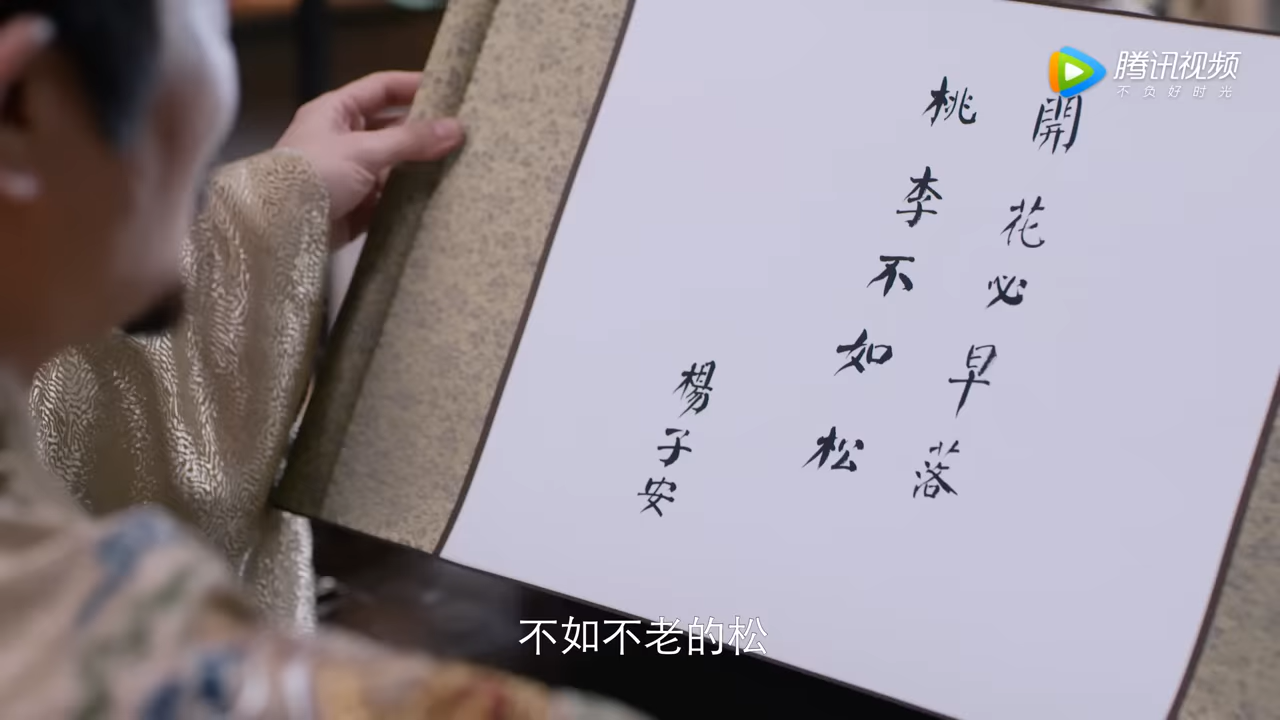 腾讯视频
不负好时光
開花必早落
桃李不如松
楊子安
不如不老的松